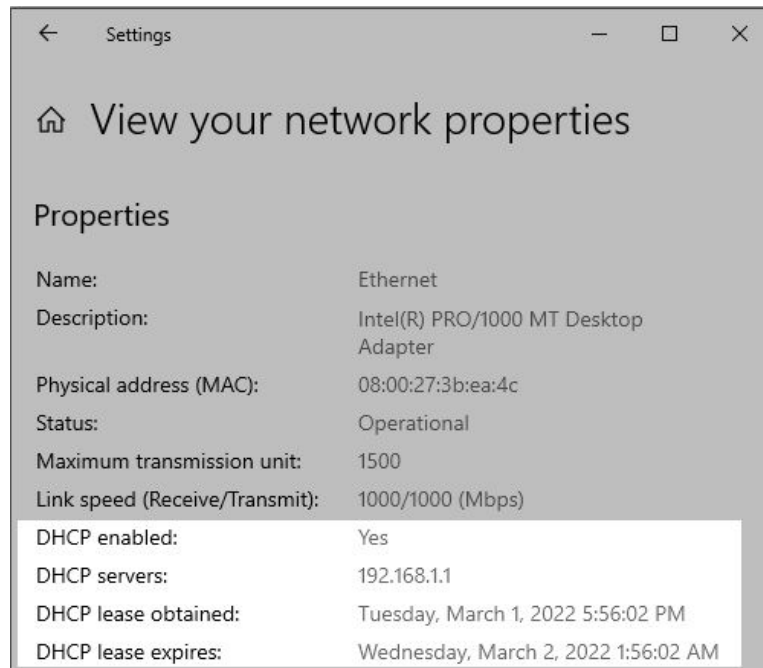 Settings
View your network properties
Properties
Name: Ethernet
Description: Intel(R) PRO/1000 MT Desktop
Adapter
Physical address (MAC): 08:00:27:3b:ea:4c
Status: Operational
Maximum transmission unit: 1500
Link speed (Receive/Transmit): 1000/1000 (Mbps)
DHCP enabled: Yes
DHCP servers: 192.168.1.1
DHCP lease obtained: Tuesday, March 1, 2022 5:56:02 PM
DHCP lease expires: Wednesday, March 2, 2022 1:56:02 AM